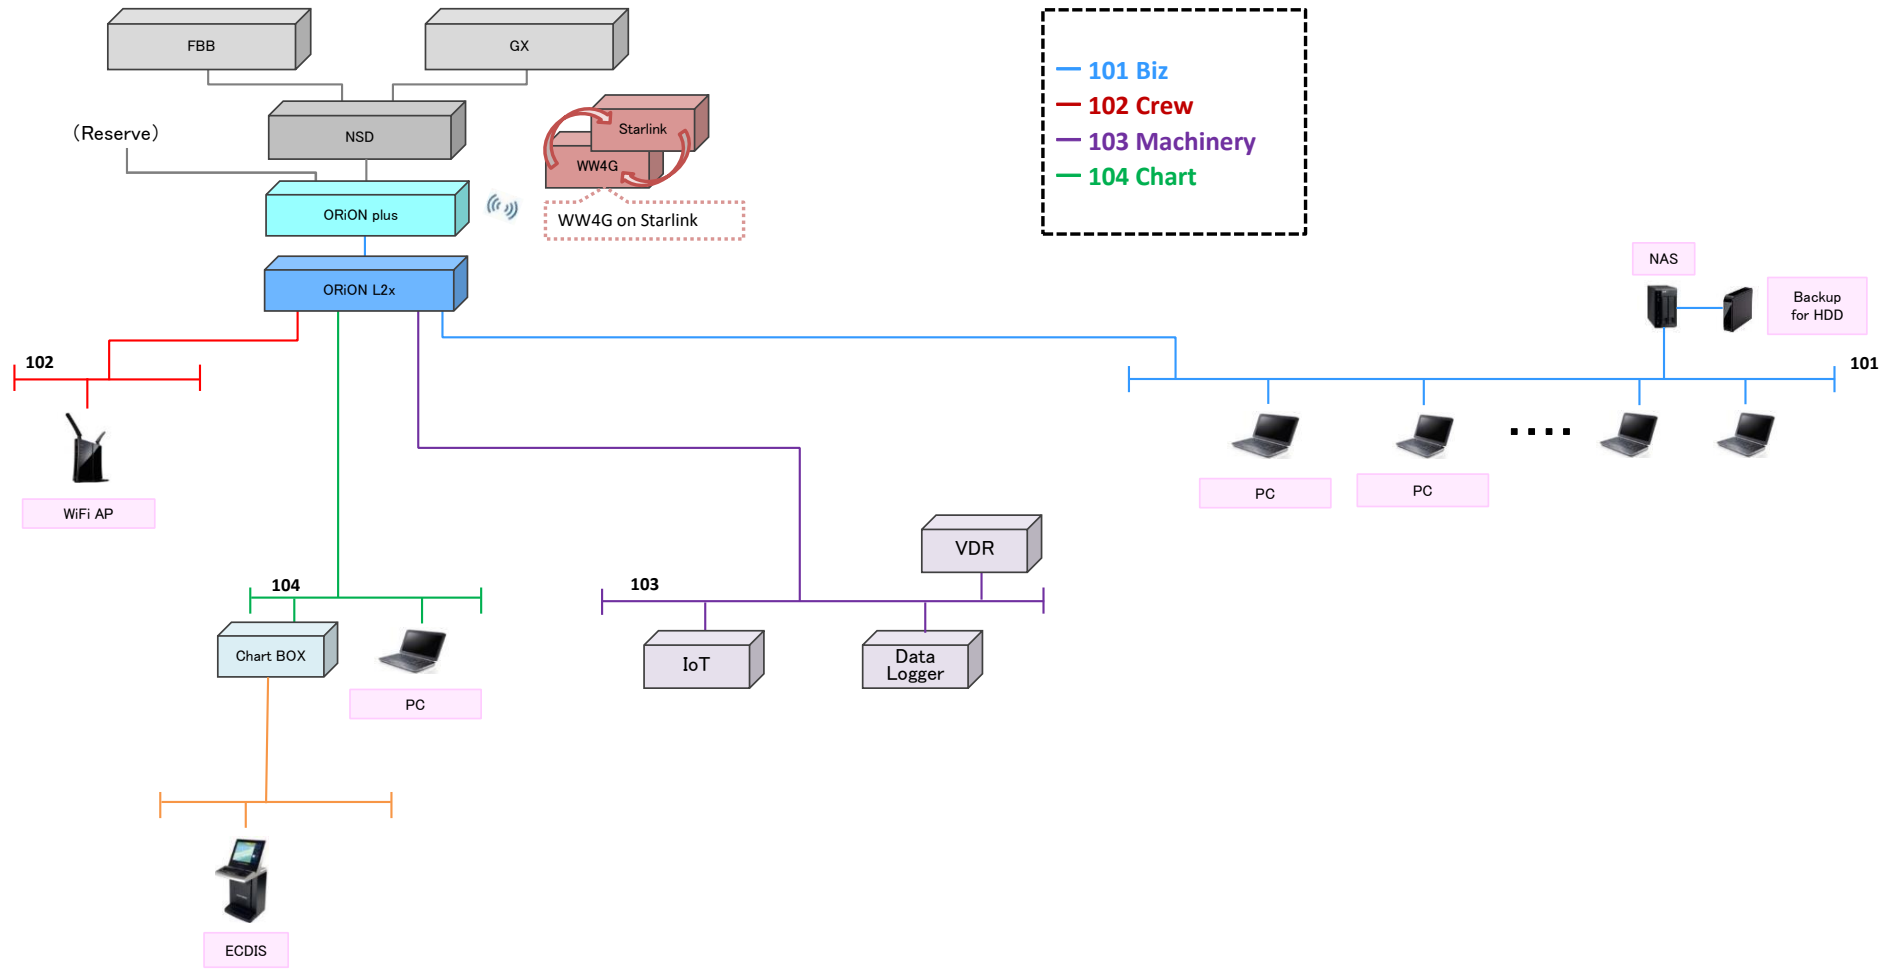 FBB
GX
NSD
（Reserve）
ORiON plus
ORiON L2x
Starlink
WW4G
WW4G on Starlink
101 Biz
102 Crew
103 Machinery
104 Chart
NAS
Backup
for HDD
102
101
WiFi AP
PC
PC
104
103
VDR
Chart BOX
PC
IoT
Data
Logger
ECDIS